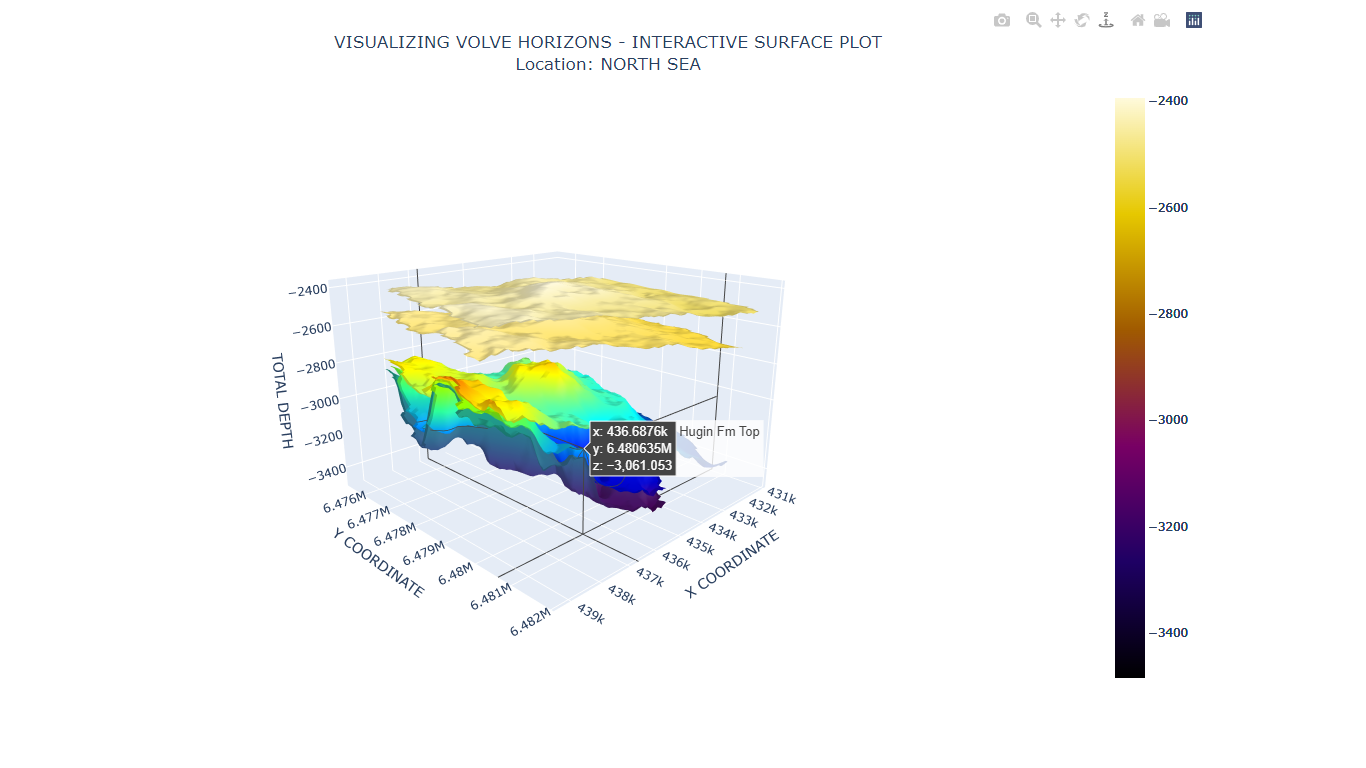 VISUALIZING VOLVE HORIZONS - INTERACTIVE SURFACE PLOT
Location: NORTH SEA
−2400
−2600
−2800
−3000
−3200
−3400
TOTAL DEPTH
6.476M
6.477M
6.478M
6.479M
6.48M
6.481M
6.482M
Y COORDINATE
431k
432k
433k
434k
435k
436k
437k
438k
439k
X COORDINATE
x: 436.6876k
y: 6.480635M
z: −3,061.053
Hugin Fm Top
−2400
−2600
−2800
−3000
−3200
−3400
z